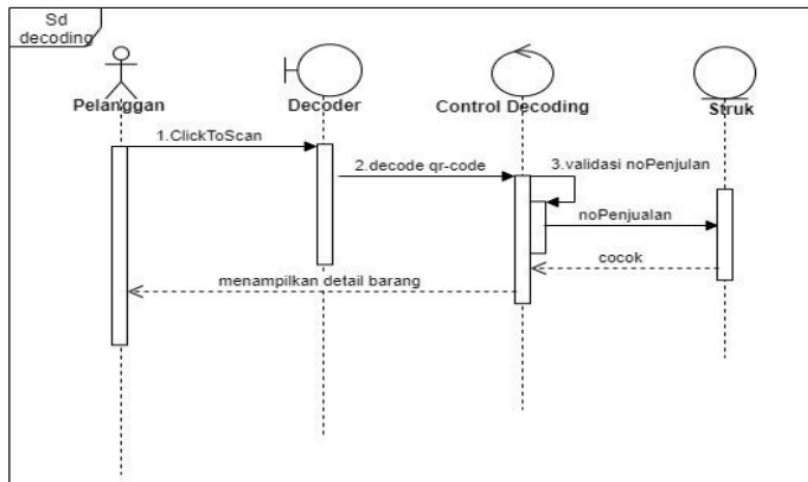 Sd
decoding
Pelanggan
Decoder
Control Decoding
Struk
1.ClickToScan
2.decode qr-code
3.validasi noPenjulan
noPenjualan
cocok
menampilkan detail barang